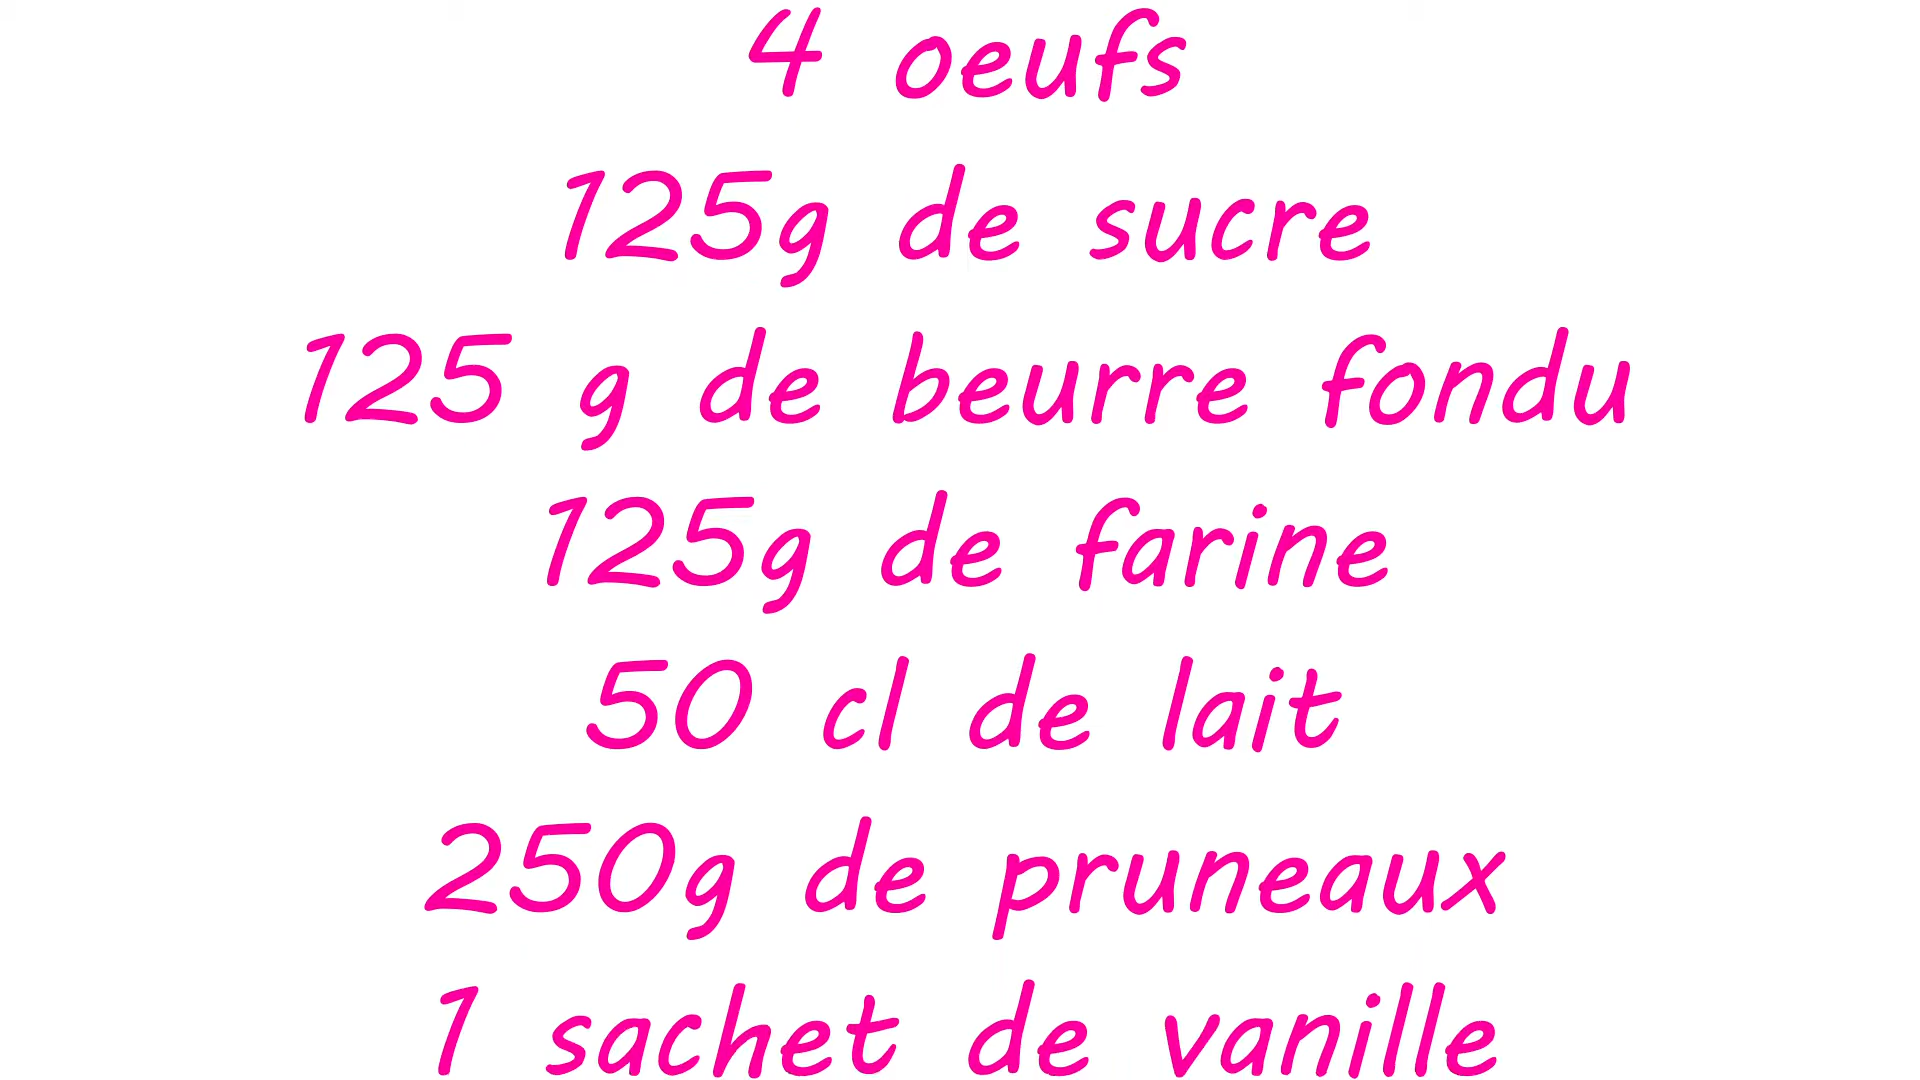 4 oeufs
125g de sucre
125 g de beurre fondu
125g de farine
50 cl de lait
250g de pruneaux
1 sachet de vanille